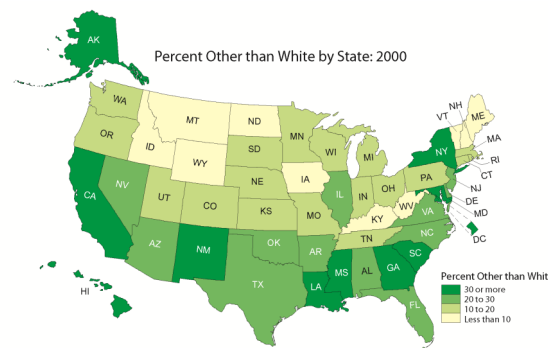 AK
Percent Other than White by State: 2000
WA
MT
ND
MN
VT
NH
ME
OR
ID
SD
WI
MI
NY
MA
WY
RI
CT
IA
PA
NJ
NV
NE
IL
IN
OH
DE
CA
UT
CO
WV
VA
MD
KS
MO
KY
DC
NC
TN
AZ
NM
OK
AR
SC
MS
AL
GA
TX
LA
HI
FL
Percent Other than Whit
30 or more
20 to 30
10 to 20
Less than 10